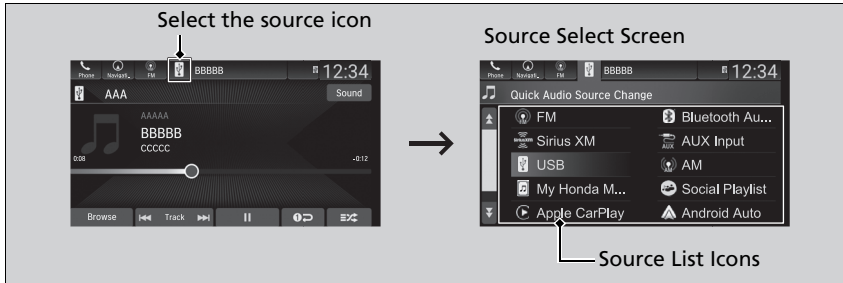 Select the source icon
Phone Navigati.. FM BBBBB 12:34
AAA Sound
AAAAA
BBBBB
CCCCC
0:08 -0:12
Browse Track
Source Select Screen
Phone Navigati.. FM BBBBB 12:34
Quick Audio Source Change
FM Bluetooth Au...
Sirius XM AUX Input
USB AM
My Honda M... Social Playlist
Apple CarPlay Android Auto
Source List Icons